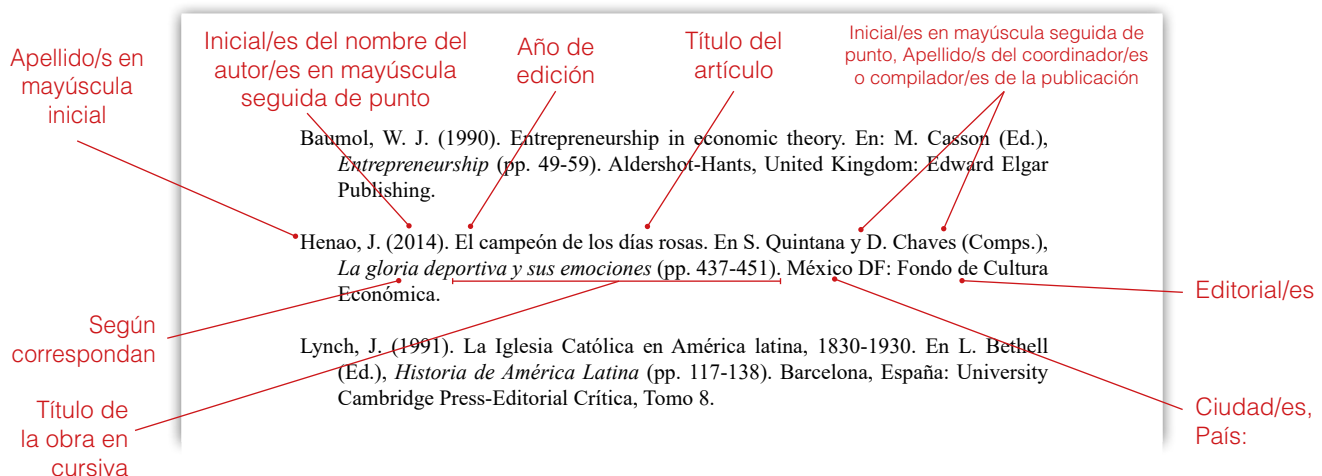 Apellido/s en
mayúscula
inicial
Inicial/es del nombre del
autor/es en mayúscula
seguida de punto
Año de
edición
Título del
artículo
Inicial/es en mayúscula seguida de
punto, Apellido/s del coordinador/es
o compilador/es de la publicación
Baumol, W. J. (1990). Entrepreneurship in economic theory. En: M. Casson (Ed.),
Entrepreneurship (pp. 49-59). Aldershot-Hants, United Kingdom: Edward Elgar
Publishing.
Henao, J. (2014). El campeón de los días rosas. En S. Quintana y D. Chaves (Comps.),
La gloria deportiva y sus emociones (pp. 437-451). México DF: Fondo de Cultura
Económica.
Editorial/es
Según
correspondan
Lynch, J. (1991). La Iglesia Católica en América latina, 1830-1930. En L. Bethell
(Ed.), Historia de América Latina (pp. 117-138). Barcelona, España: University
Cambridge Press-Editorial Crítica, Tomo 8.
Título de
la obra en
cursiva
Ciudad/es,
País: